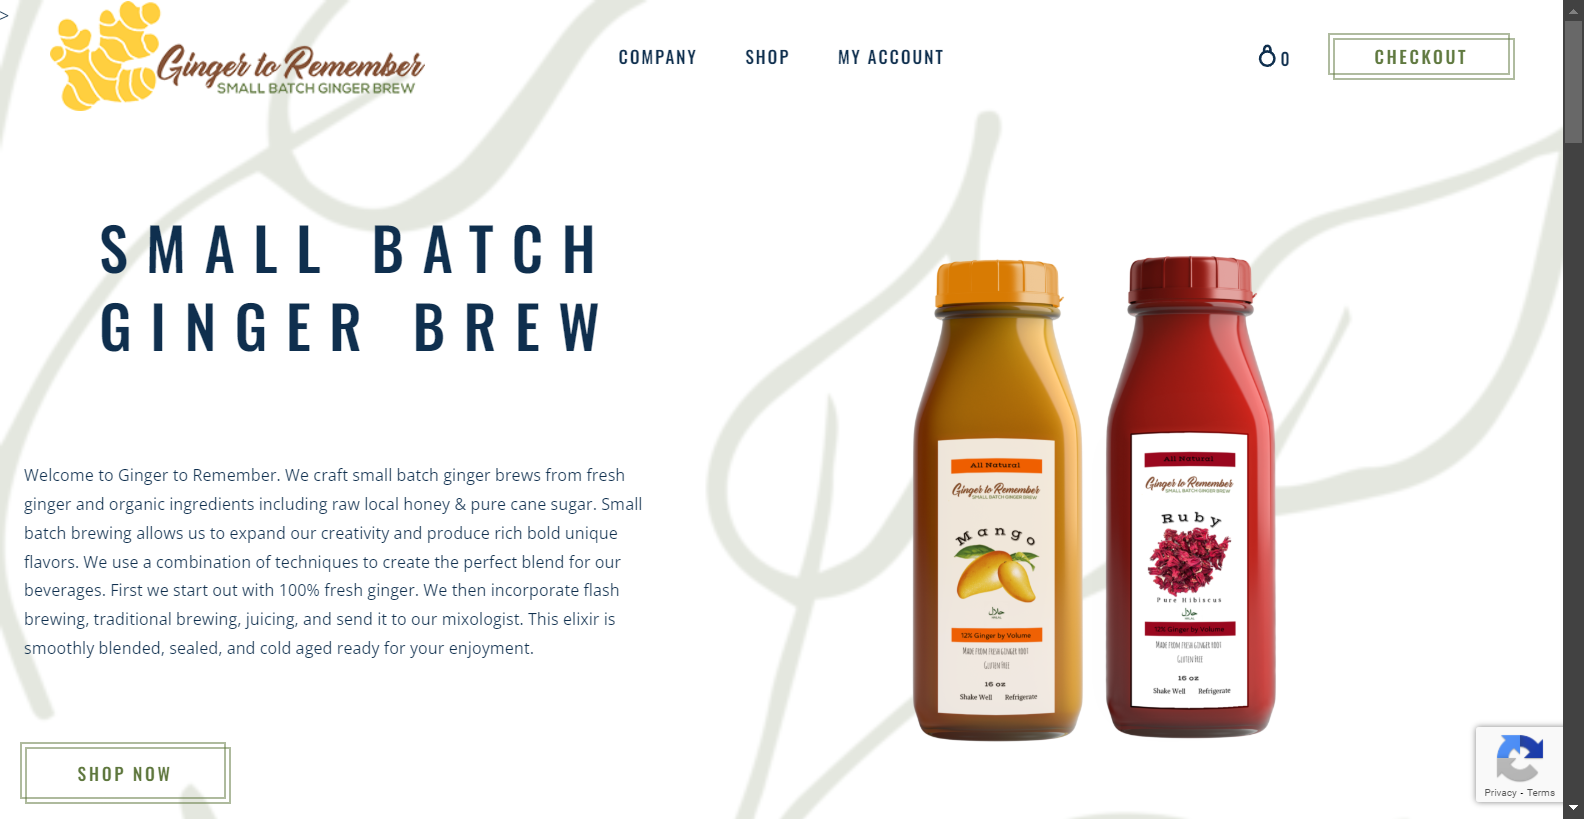 >
Ginger to Remember
SMALL BATCH GINGER BREW
COMPANY
SHOP
MY ACCOUNT
0
CHECKOUT
SMALL BATCH
GINGER BREW
Welcome to Ginger to Remember. We craft small batch ginger brews from fresh
ginger and organic ingredients including raw local honey & pure cane sugar. Small
batch brewing allows us to expand our creativity and produce rich bold unique
flavors. We use a combination of techniques to create the perfect blend for our
beverages. First we start out with 100% fresh ginger. We then incorporate flash
brewing, traditional brewing, juicing, and send it to our mixologist. This elixir is
smoothly blended, sealed, and cold aged ready for your enjoyment.
SHOP NOW
All Natural
Ginger to Remember
SMALL BATCH GINGER BREW
Mango
حلال
HALAL
12% Ginger by Volume
Made from fresh ginger root
Gluten Free
16 oz
Shake Well Refrigerate
All Natural
Ginger to Remember
SMALL BATCH GINGER BREW
Ruby
Pure Hibiscus
حلال
HALAL
12% Ginger by Volume
Made from fresh ginger root
Gluten Free
16 oz
Shake Well Refrigerate
Privacy - Terms